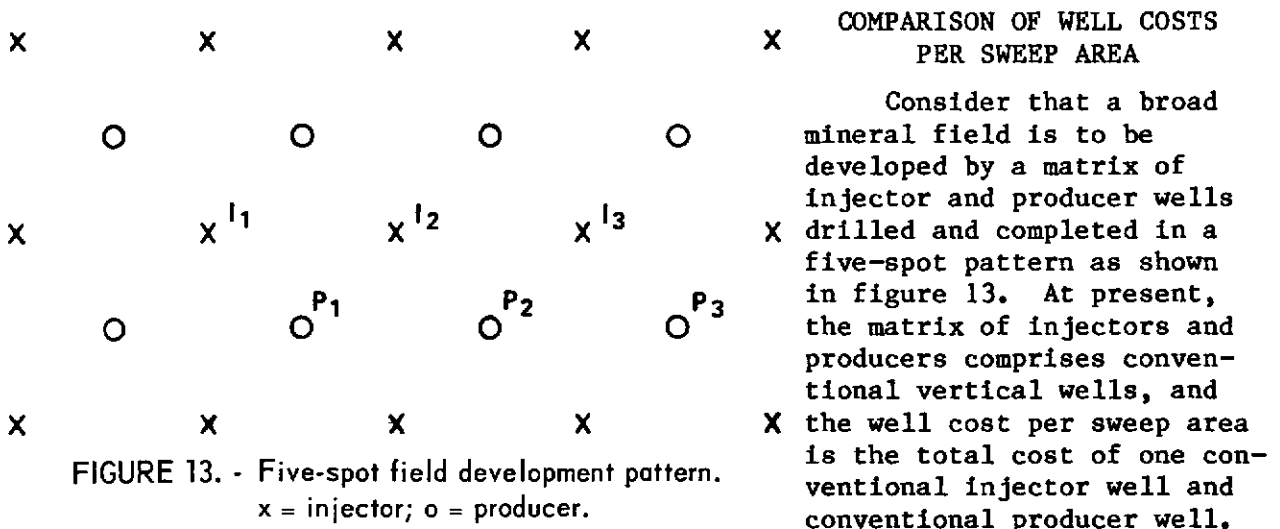 x x x x x
o o o o
x x I1 x I2 x I3 x
o o P1 o P2 o P3
x x x x x
FIGURE 13. - Five-spot field development pattern.
x = injector; o = producer.
COMPARISON OF WELL COSTS
PER SWEEP AREA
Consider that a broad
mineral field is to be
developed by a matrix of
injector and producer wells
drilled and completed in a
five-spot pattern as shown
in figure 13. At present,
the matrix of injectors and
producers comprises conven-
tional vertical wells, and
the well cost per sweep area
is the total cost of one con-
ventional injector well and
conventional producer well.